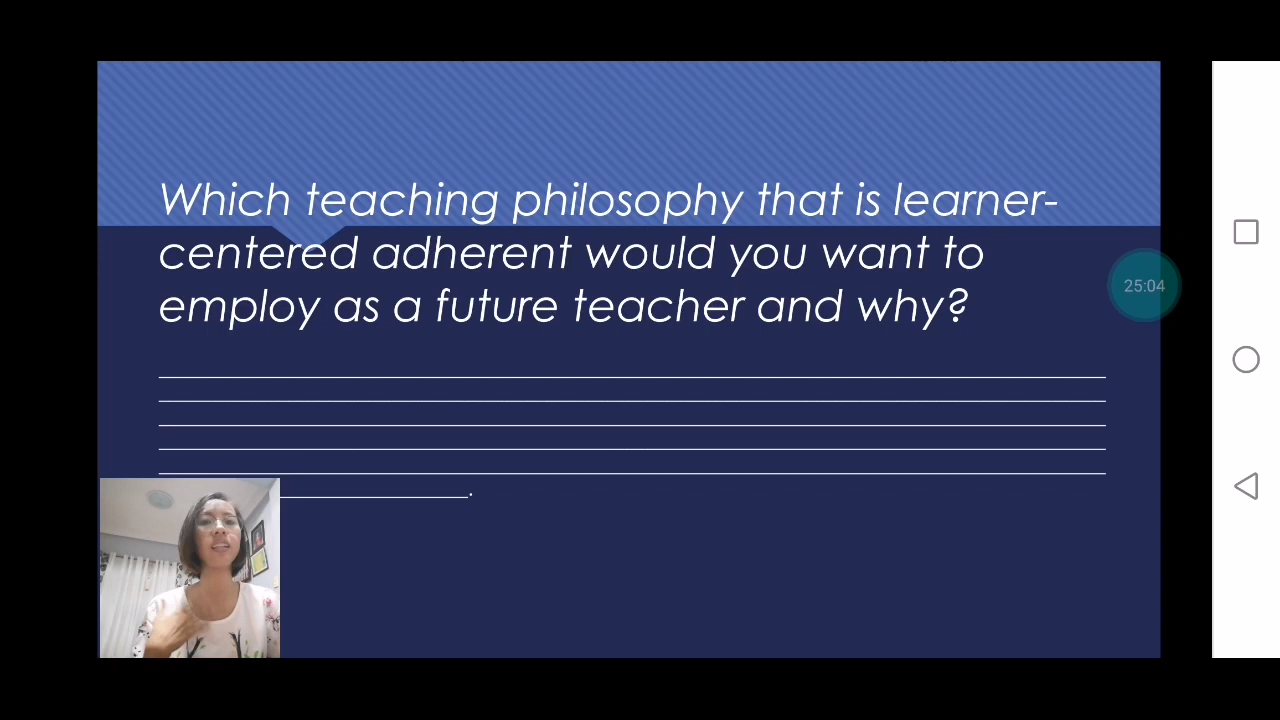 Which teaching philosophy that is learner-
centered adherent would you want to
employ as a future teacher and why?
25:04